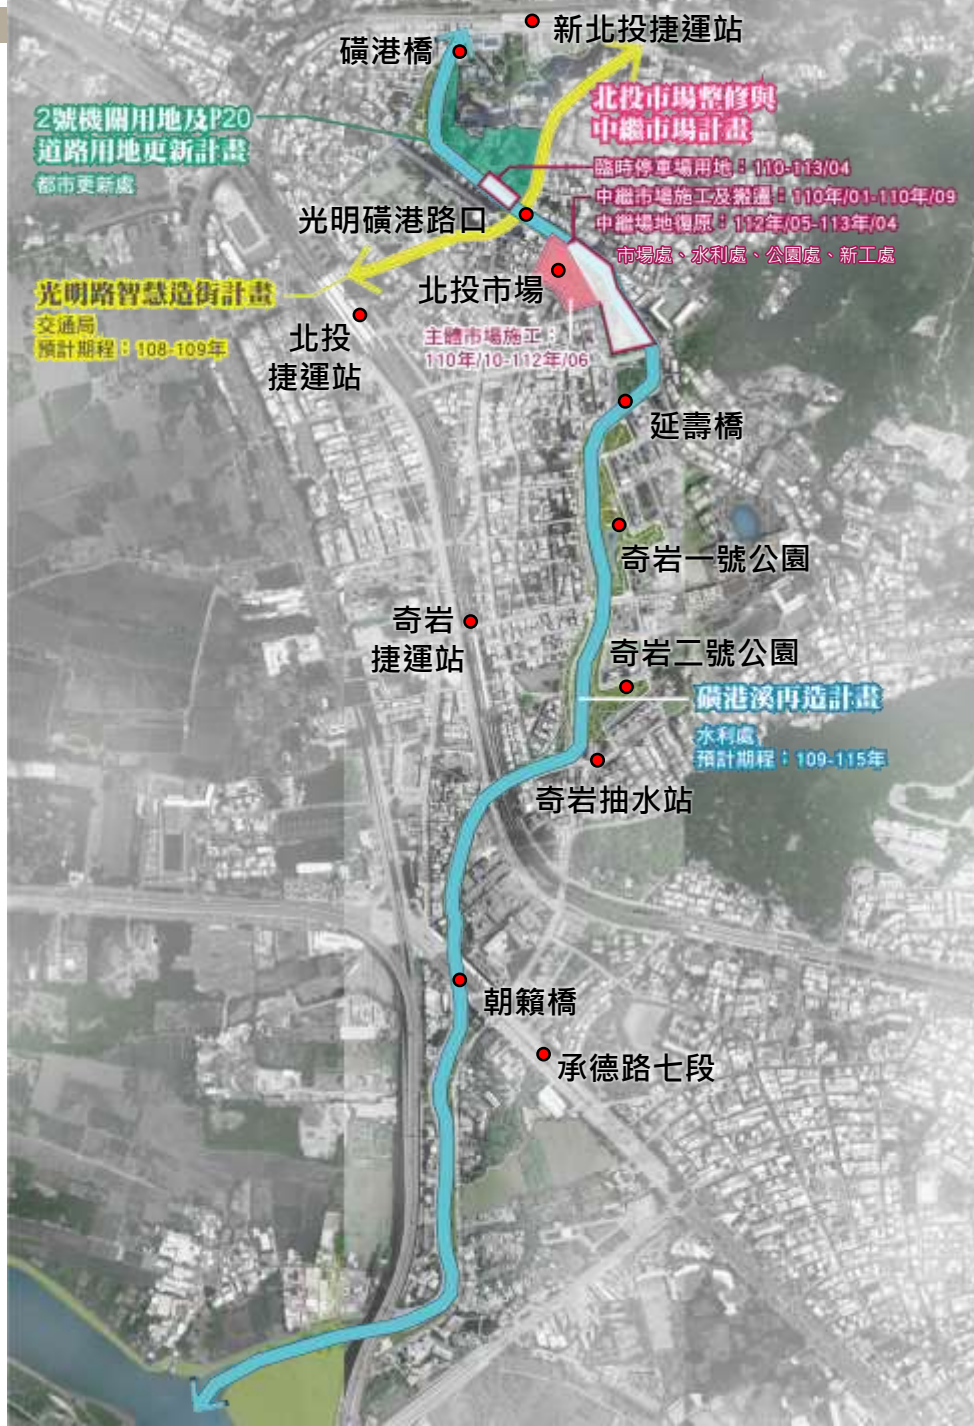 新北投捷運站
磺港橋
北投市場整修與
中繼市場計畫
2號機關用地及P20
道路用地更新計畫
都市更新處
臨時停車場用地：110-113/04
中繼市場施工及搬遷：110年/01-110年/09
中繼場地復原：112年/05-113年/04
市場處、水利處、公園處、新工處
光明磺港路口
北投市場
光明路智慧造街計畫
交通局
預計期程：108-109年
北投
捷運站
主體市場施工：
110年/10-112年/06
延壽橋
奇岩一號公園
奇岩
捷運站
奇岩二號公園
磺港溪再造計畫
水利處
預計期程：109-115年
奇岩抽水站
朝籟橋
承德路七段